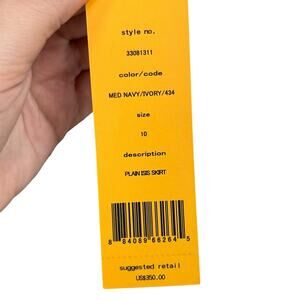 style no.
33081311
color/code
MED NAVY/IVORY/434
size
10
description
PLAIN ISIS SKIRT
8 84089 66264 5
suggested retail
US$350.00